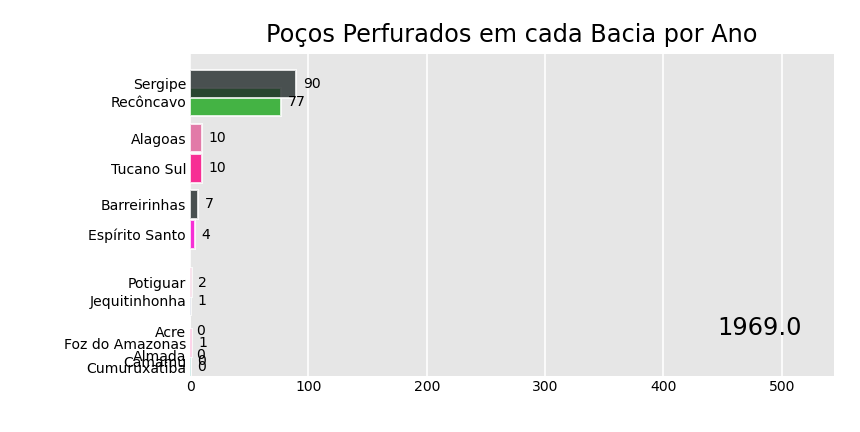 Poços Perfurados em cada Bacia por Ano
Sergipe 90
Recôncavo 77
Alagoas 10
Tucano Sul 10
Barreirinhas 7
Espírito Santo 4
Potiguar 2
Jequitinhonha 1
Acre 0
1969.0
Foz do Amazonas 1
Almada 0
Camamu 0
Cumuruxatiba 0
0 100 200 300 400 500